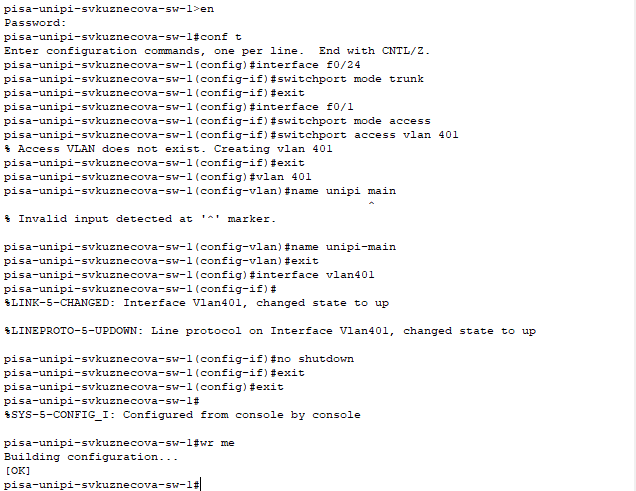 pisa-unipi-svkuznecova-sw-1>en
Password:
pisa-unipi-svkuznecova-sw-1#conf t
Enter configuration commands, one per line.  End with CNTL/Z.
pisa-unipi-svkuznecova-sw-1(config)#interface f0/24
pisa-unipi-svkuznecova-sw-1(config-if)#switchport mode trunk
pisa-unipi-svkuznecova-sw-1(config-if)#exit
pisa-unipi-svkuznecova-sw-1(config)#interface f0/1
pisa-unipi-svkuznecova-sw-1(config-if)#switchport mode access
pisa-unipi-svkuznecova-sw-1(config-if)#switchport access vlan 401
% Access VLAN does not exist. Creating vlan 401
pisa-unipi-svkuznecova-sw-1(config-if)#exit
pisa-unipi-svkuznecova-sw-1(config)#vlan 401
pisa-unipi-svkuznecova-sw-1(config-vlan)#name unipi main
^
% Invalid input detected at '^' marker.
pisa-unipi-svkuznecova-sw-1(config-vlan)#name unipi-main
pisa-unipi-svkuznecova-sw-1(config-vlan)#exit
pisa-unipi-svkuznecova-sw-1(config)#interface vlan401
pisa-unipi-svkuznecova-sw-1(config-if)#
%LINK-5-CHANGED: Interface Vlan401, changed state to up
%LINEPROTO-5-UPDOWN: Line protocol on Interface Vlan401, changed state to up
pisa-unipi-svkuznecova-sw-1(config-if)#no shutdown
pisa-unipi-svkuznecova-sw-1(config-if)#exit
pisa-unipi-svkuznecova-sw-1(config)#exit
pisa-unipi-svkuznecova-sw-1#
%SYS-5-CONFIG_I: Configured from console by console
pisa-unipi-svkuznecova-sw-1#wr me
Building configuration...
[OK]
pisa-unipi-svkuznecova-sw-1#